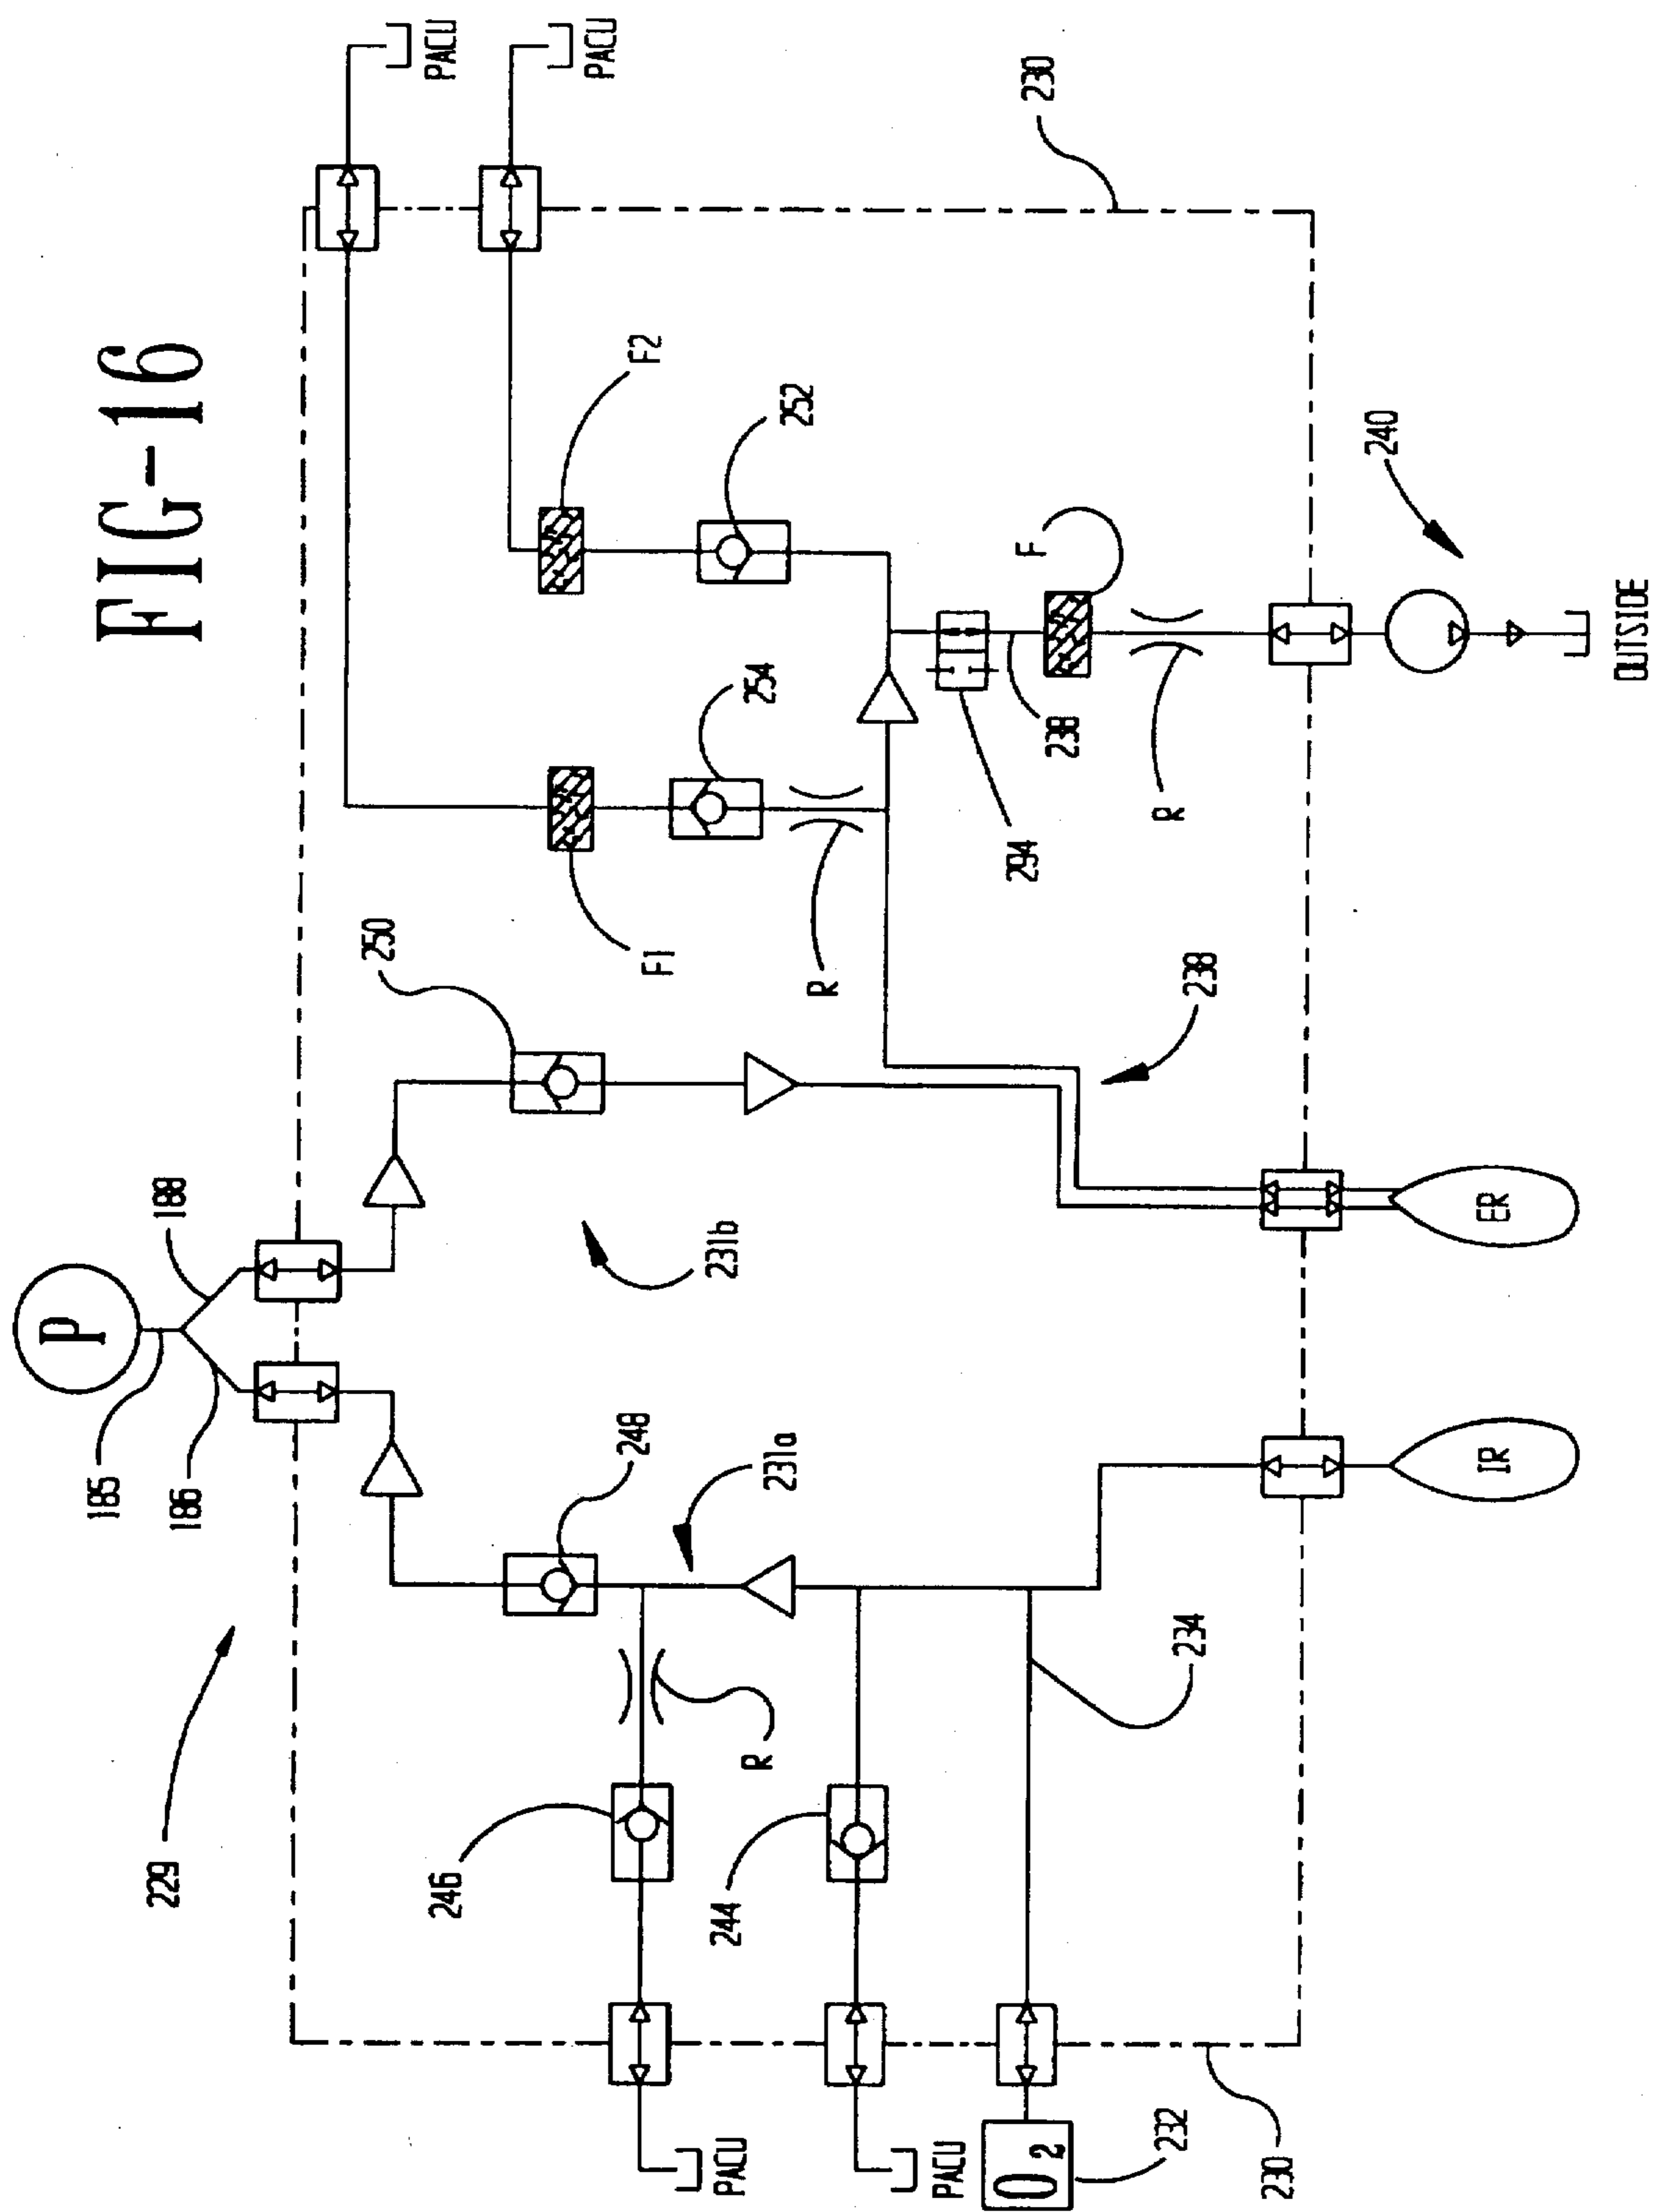 FIG-16
229
P
185
186
188
230
PACU
PACU
246
248
250
254
252
F1
F2
R
231a
231b
R
244
PACU
PACU
O2
232
230
234
238
294
238
F
R
240
IR
ER
OUTSIDE